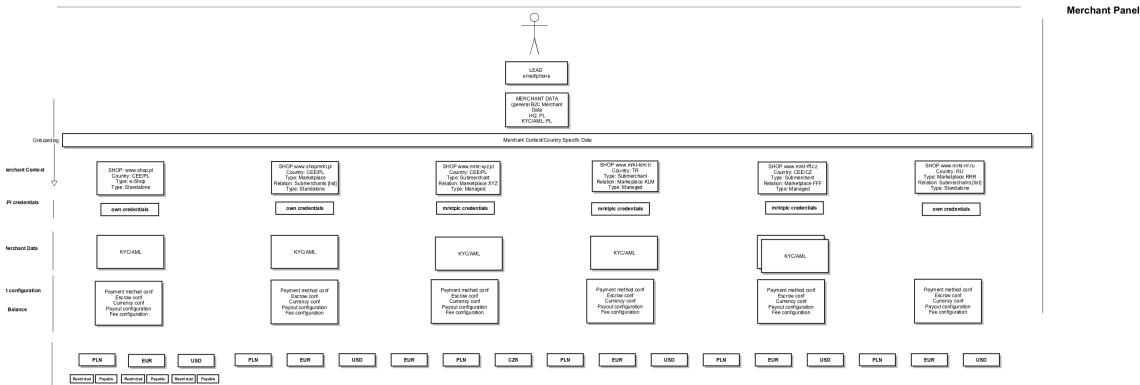 Merchant Panel
LEAD
email/phone
MERCHANT DATA
(general B2C Merchant
Data
HQ: PL
KYC/AML: PL
Onboarding
Merchant Context/Country Specific Data
erchant Context
SHOP: www.shop.pl
Country: CEE/PL
Type: e-Shop
Type: Standalone
SHOP www.shopmrkt.pl
Country: CEE/PL
Type: Marketplace
Relation: Submerchants [list]
Type: Standalone
SHOP www.mrkt-xyz.pl
Country: CEE/PL
Type: Submerchant
Relation: Marketplace XYZ
Type: Managed
SHOP www.mrkt-klm.tr
Country: TR
Type: Submerchant
Relation: Markeplace KLM
Type: Managed
SHOP www.mrkt-fff.cz
Country: CEE/CZ
Type: Submerchant
Relation: Marketplace FFF
Type: Managed
SHOP www.mrkt-rrr.ru
Country: RU
Type: Marketplace RRR
Relation: Submerchants [list]
Type: Standalone
PI credentials
own credentials
own credentials
mrktplc credentials
mrktplc credentials
mrktplc credentials
own credentials
erchant Data
KYC/AML
KYC/AML
KYC/AML
KYC/AML
KYC/AML
t configuration
Balance
Payment method conf
Escrow conf
Currency conf
Payout configuration
Fee configuration
Payment method conf
Escrow conf
Currency conf
Payout configuration
Fee configuration
Payment method conf
Escrow conf
Currency conf
Payout configuration
Fee configuration
Payment method conf
Escrow conf
Currency conf
Payout configuration
Fee configuration
Payment method conf
Escrow conf
Currency conf
Payout configuration
Fee configuration
Payment method conf
Escrow conf
Currency conf
Payout configuration
Fee configuration
PLN
EUR
USD
PLN
EUR
USD
EUR
PLN
CZK
PLN
EUR
USD
PLN
EUR
USD
PLN
EUR
USD
Restricted
Payable
Restricted
Payable
Restricted
Payable